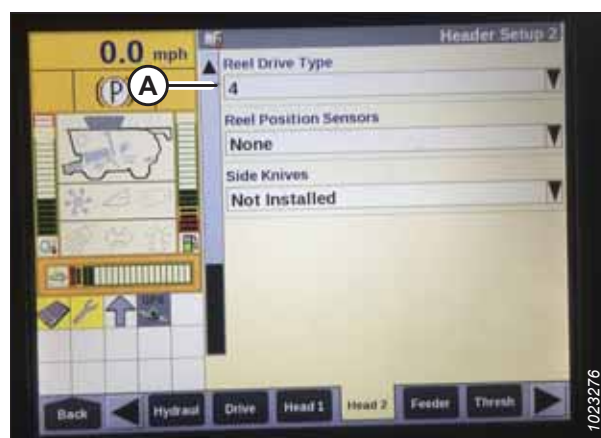 Header Setup 2
0.0 mph
(P)
A
Reel Drive Type
4
Reel Position Sensors
None
Side Knives
Not Installed
GPS
Back
Hydraul
Drive
Head 1
Head 2
Feeder
Thresh
1023276